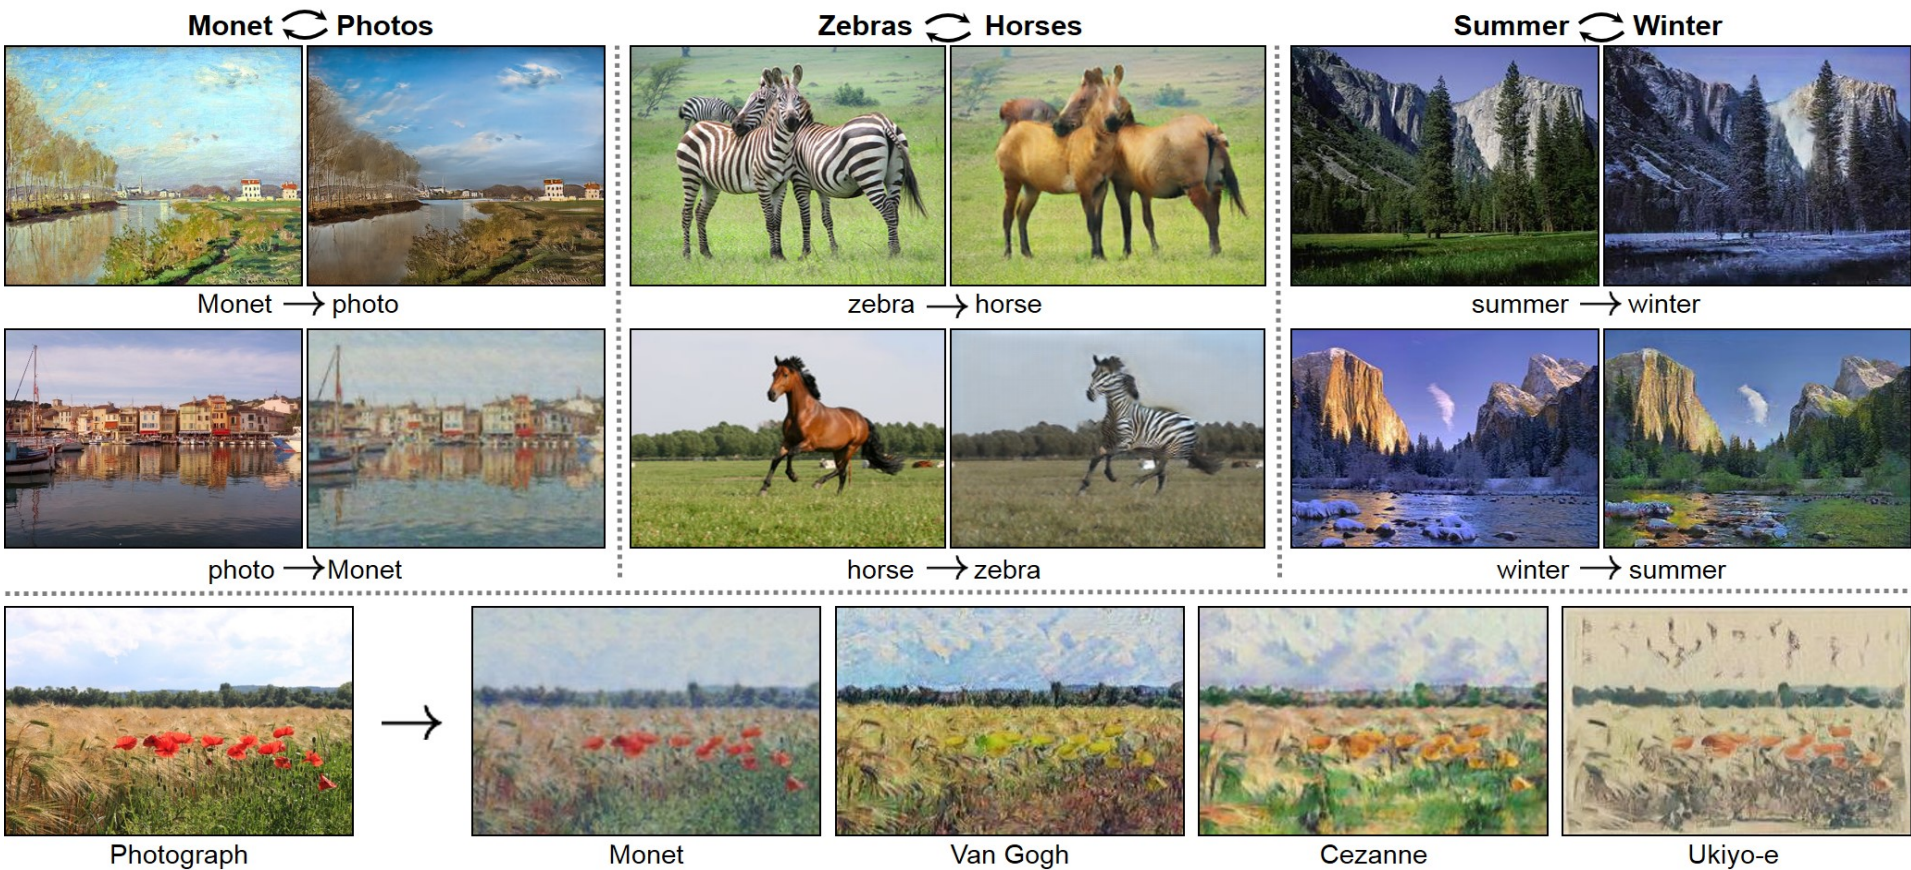 Monet Photos
Zebras Horses
Summer Winter
Monet → photo
zebra → horse
summer → winter
photo → Monet
horse → zebra
winter → summer
Photograph
Monet
Van Gogh
Cezanne
Ukiyo-e